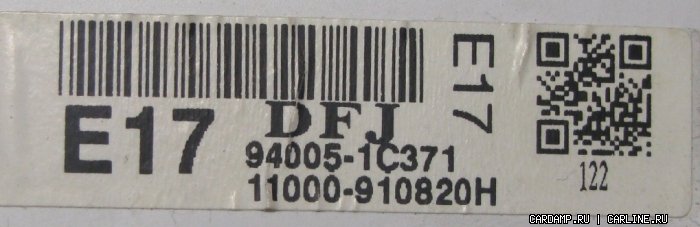 E17
DFJ
94005-1C371
11000-910820H
E17
122
CARDAMP.RU | CARLINE.RU